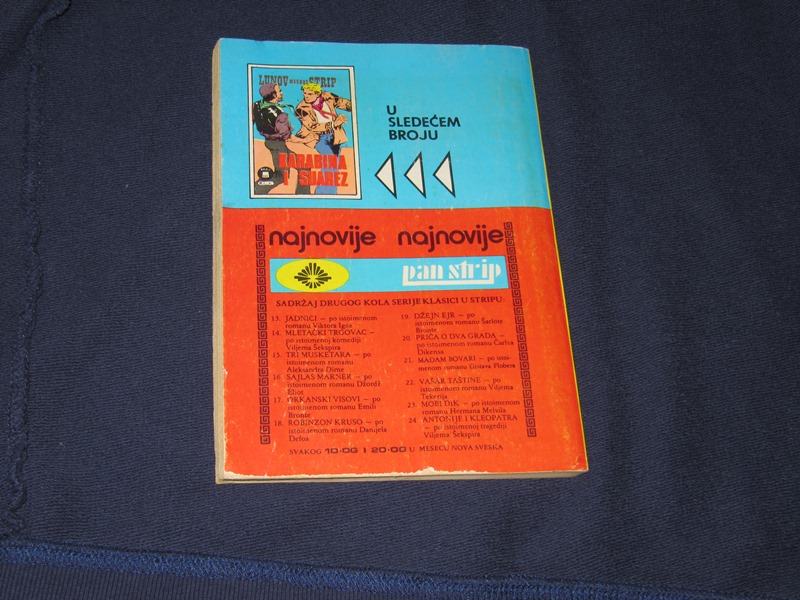 LUNOV MAGNUS STRIP
KARABINA
I SUAREZ
U
SLEDEĆEM
BROJU
najnovije najnovije
pan strip
SADRŽAJ DRUGOG KOLA SERIJE KLASICI U STRIPU:
13. JADNICI – po istoimenom
romanu Viktora Igoa
14. MLETAČKI TRGOVAC –
po istoimenoj komediji
Viljema Šekspira
15. TRI MUSKETARA – po
istoimenom romanu
Aleksandra Dime
16. SAJLAS MARNER – po
istoimenom romanu Džordž
Eliot
17. ORKANSKI VISOVI – po
istoimenom romanu Emili
Bronte
18. ROBINZON KRUSO – po
istoimenom romanu Danijela
Defoa
19. DŽEJN EJR – po
istoimenom romanu Šarlote
Bronte
20. PRIČA O DVA GRADA –
po istoimenom romanu Čarlsa
Dikensa
21. MADAM BOVARI – po istoi-
menom romanu Gistava Flobera
22. VAŠAR TAŠTINE – po
istoimenom romanu Viljema
Tekerija
23. MOBI DIK – po istoimenom
romanu Hermana Melvila
24. ANTONIJE I KLEOPATRA
– po istoimenoj tragediji
Viljema Šekspira
SVAKOG 10.OG I 20.OG U MESECU NOVA SVESKA